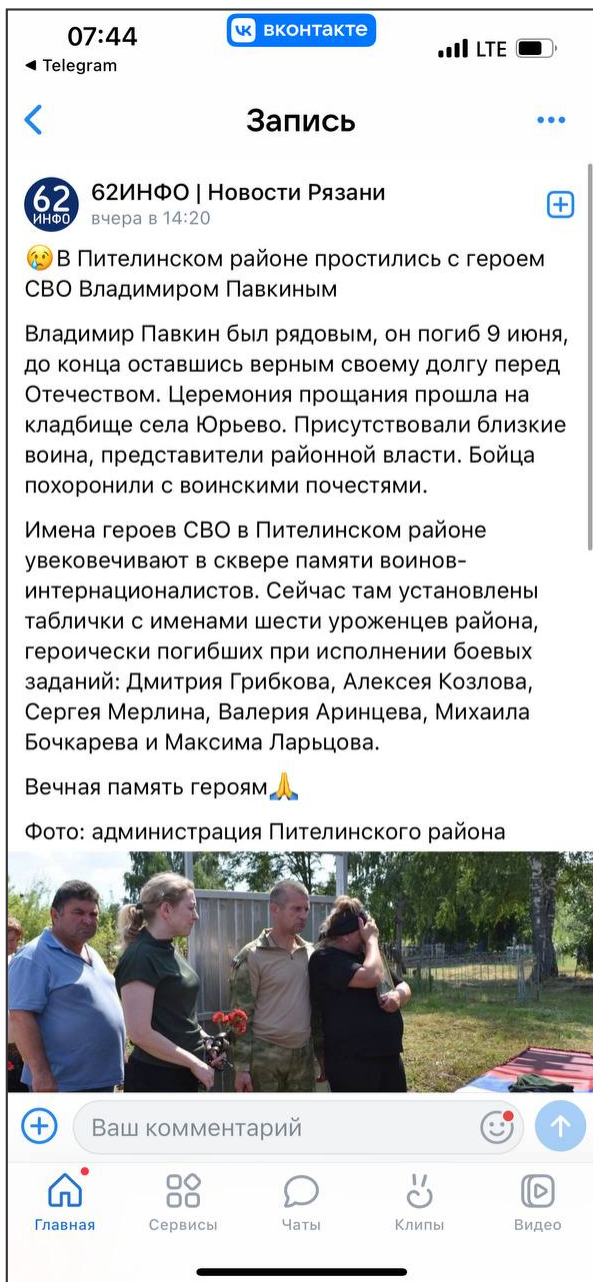 07:44
вконтакте
LTE
◀ Telegram
Запись
62
ИНФО
62ИНФО | Новости Рязани
вчера в 14:20
😢В Пителинском районе простились с героем
СВО Владимиром Павкиным
Владимир Павкин был рядовым, он погиб 9 июня,
до конца оставшись верным своему долгу перед
Отечеством. Церемония прощания прошла на
кладбище села Юрьево. Присутствовали близкие
воина, представители районной власти. Бойца
похоронили с воинскими почестями.
Имена героев СВО в Пителинском районе
увековечивают в сквере памяти воинов-
интернационалистов. Сейчас там установлены
таблички с именами шести уроженцев района,
героически погибших при исполнении боевых
заданий: Дмитрия Грибкова, Алексея Козлова,
Сергея Мерлина, Валерия Аринцева, Михаила
Бочкарева и Максима Ларьцова.
Вечная память героям🙏
Фото: администрация Пителинского района
Ваш комментарий
Главная
Сервисы
Чаты
Клипы
Видео